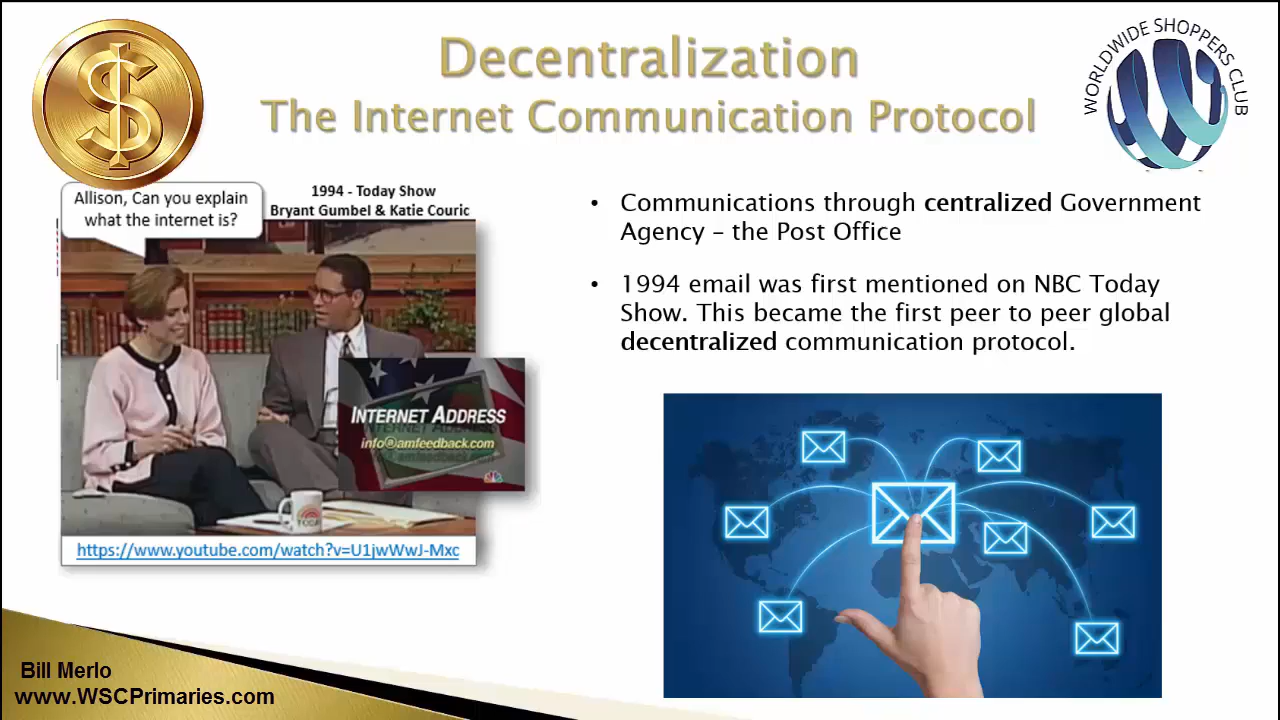 Decentralization
The Internet Communication Protocol
WORLDWIDE SHOPPERS CLUB
Allison, Can you explain
what the internet is?
1994 - Today Show
Bryant Gumbel & Katie Couric
INTERNET ADDRESS
info@amfeedback.com
TODAY
https://www.youtube.com/watch?v=U1jwWwJ-Mxc
• Communications through centralized Government
Agency – the Post Office
• 1994 email was first mentioned on NBC Today
Show. This became the first peer to peer global
decentralized communication protocol.
Bill Merlo
www.WSCPrimaries.com